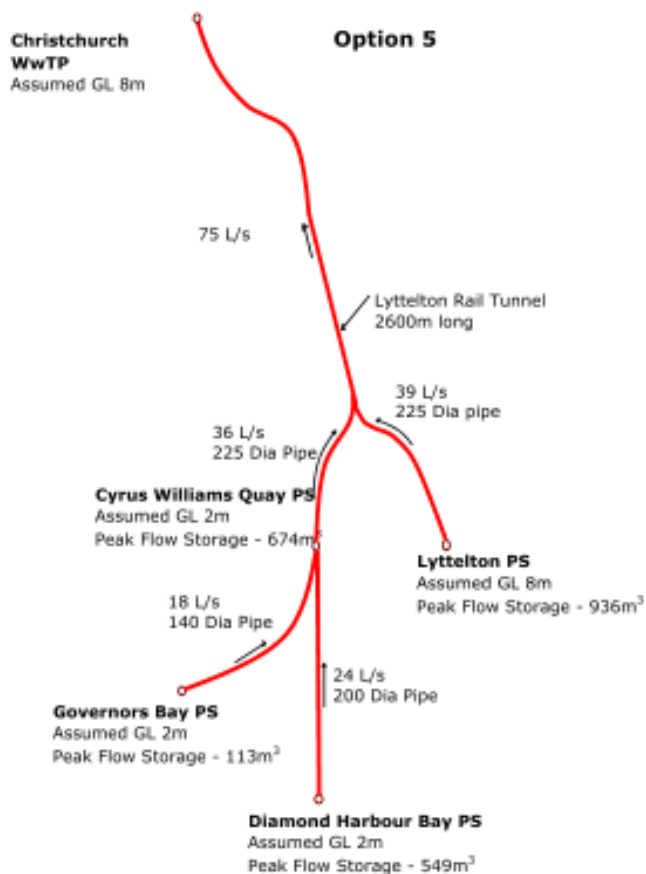 Option 5
Christchurch
WwTP
Assumed GL 8m
75 L/s
Lyttelton Rail Tunnel
2600m long
39 L/s
225 Dia pipe
36 L/s
225 Dia Pipe
Cyrus Williams Quay PS
Assumed GL 2m
Peak Flow Storage - 674m³
Lyttelton PS
Assumed GL 8m
Peak Flow Storage - 936m³
18 L/s
140 Dia Pipe
24 L/s
200 Dia Pipe
Governors Bay PS
Assumed GL 2m
Peak Flow Storage - 113m³
Diamond Harbour Bay PS
Assumed GL 2m
Peak Flow Storage - 549m³